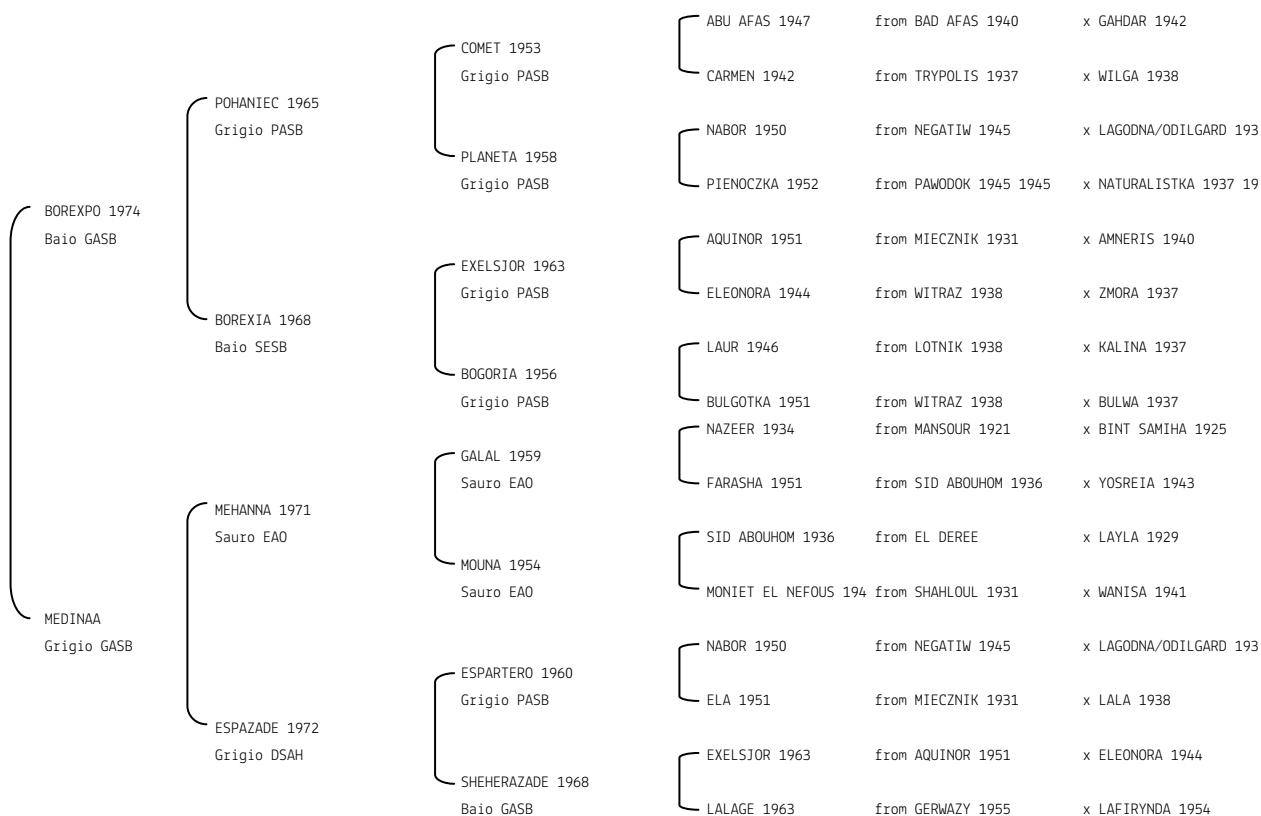 ABU AFAS 1947 from BAD AFAS 1940 x GAHDAR 1942
COMET 1953
Grigio PASB CARMEN 1942 from TRYPOLIS 1937 x WILGA 1938
POHANIEC 1965
Grigio PASB NABOR 1950 from NEGATIW 1945 x LAGODNA/ODILGARD 193
PLANETA 1958
Grigio PASB PIENOCZKA 1952 from PAWODOK 1945 1945 x NATURALISTKA 1937 19
BOREXPO 1974
Baio GASB AQUINOR 1951 from MIECZNIK 1931 x AMNERIS 1940
EXELSJOR 1963
Grigio PASB ELEONORA 1944 from WITRAZ 1938 x ZMORA 1937
BOREXIA 1968
Baio SESB LAUR 1946 from LOTNIK 1938 x KALINA 1937
BOGORIA 1956
Grigio PASB BULGOTKA 1951 from WITRAZ 1938 x BULWA 1937
NAZEER 1934 from MANSOUR 1921 x BINT SAMIHA 1925
GALAL 1959
Sauro EAO FARASHA 1951 from SID ABOUHOM 1936 x YOSREIA 1943
MEHANNA 1971
Sauro EAO SID ABOUHOM 1936 from EL DEREE x LAYLA 1929
MOUNA 1954
Sauro EAO MONIET EL NEFOUS 194 from SHAHLOUL 1931 x WANISA 1941
MEDINAA
Grigio GASB NABOR 1950 from NEGATIW 1945 x LAGODNA/ODILGARD 193
ESPARTERO 1960
Grigio PASB ELA 1951 from MIECZNIK 1931 x LALA 1938
ESPAZADE 1972
Grigio DSAH EXELSJOR 1963 from AQUINOR 1951 x ELEONORA 1944
SHEHERAZADE 1968
Baio GASB LALAGE 1963 from GERWAZY 1955 x LAFIRYNDA 1954